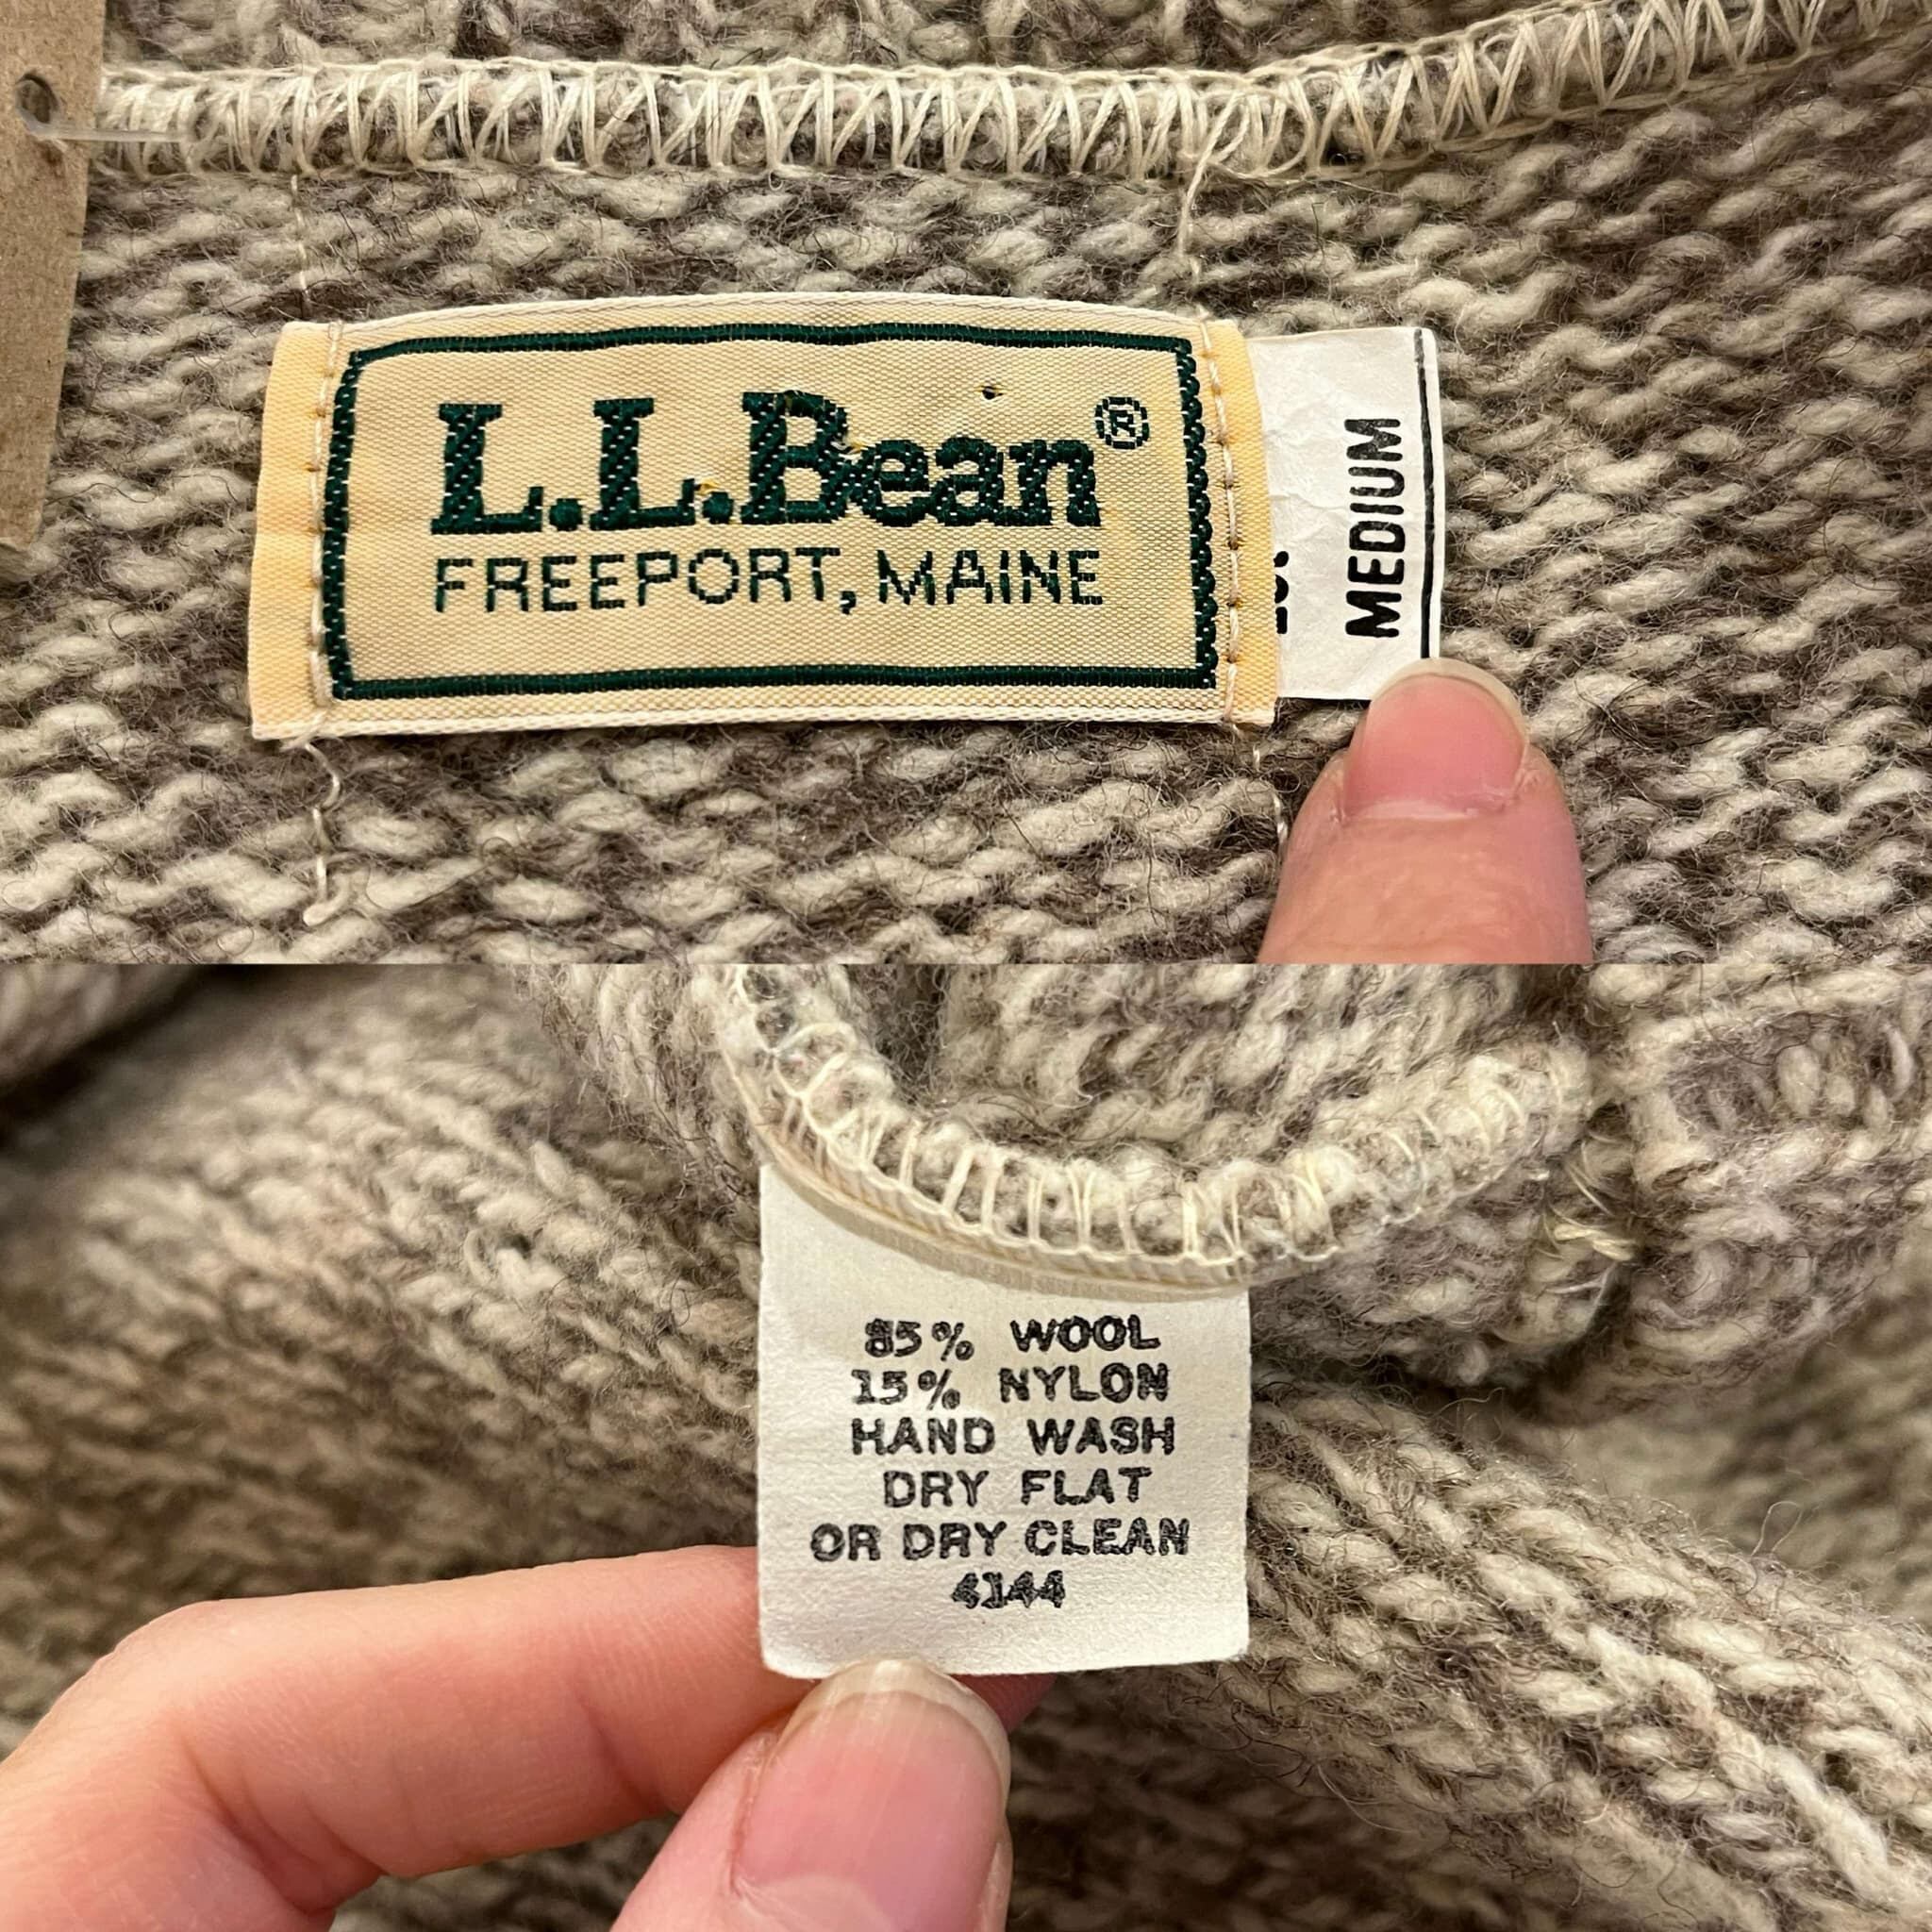 L.L.Bean®
FREEPORT, MAINE
MEDIUM
85% WOOL
15% NYLON
HAND WASH
DRY FLAT
OR DRY CLEAN
4144